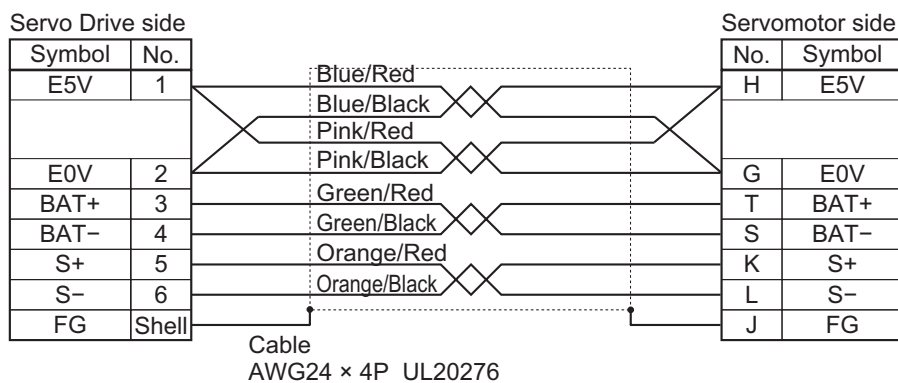 Servo Drive side Servomotor side
Symbol No. No. Symbol
Blue/Red
E5V 1 H E5V
Blue/Black
Pink/Red
Pink/Black
E0V 2 G E0V
Green/Red
BAT+ 3 T BAT+
Green/Black
BAT− 4 S BAT−
Orange/Red
S+ 5 K S+
Orange/Black
S− 6 L S−
FG Shell J FG
Cable
AWG24 × 4P UL20276